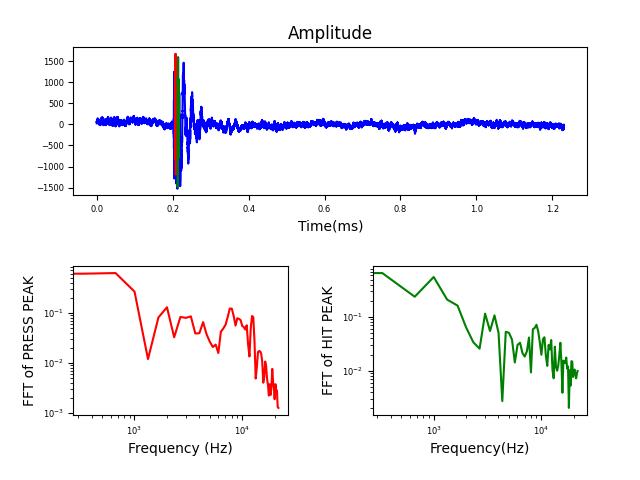 Amplitude
1500
1000
500
0
−500
−1000
−1500
0.0 0.2 0.4 0.6 0.8 1.0 1.2
Time(ms)
FFT of PRESS PEAK
10⁻¹
10⁻²
10⁻³
10³ 10⁴
Frequency (Hz)
FFT of HIT PEAK
10⁻¹
10⁻²
10³ 10⁴
Frequency(Hz)